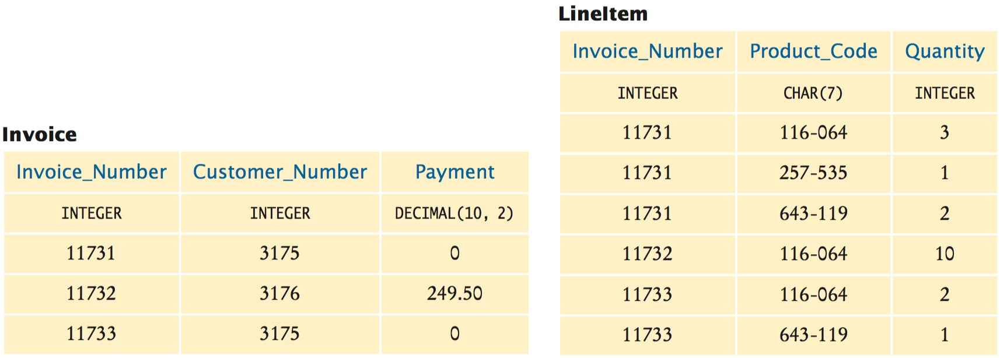 Invoice
Invoice_Number Customer_Number Payment
INTEGER INTEGER DECIMAL(10, 2)
11731 3175 0
11732 3176 249.50
11733 3175 0
LineItem
Invoice_Number Product_Code Quantity
INTEGER CHAR(7) INTEGER
11731 116-064 3
11731 257-535 1
11731 643-119 2
11732 116-064 10
11733 116-064 2
11733 643-119 1